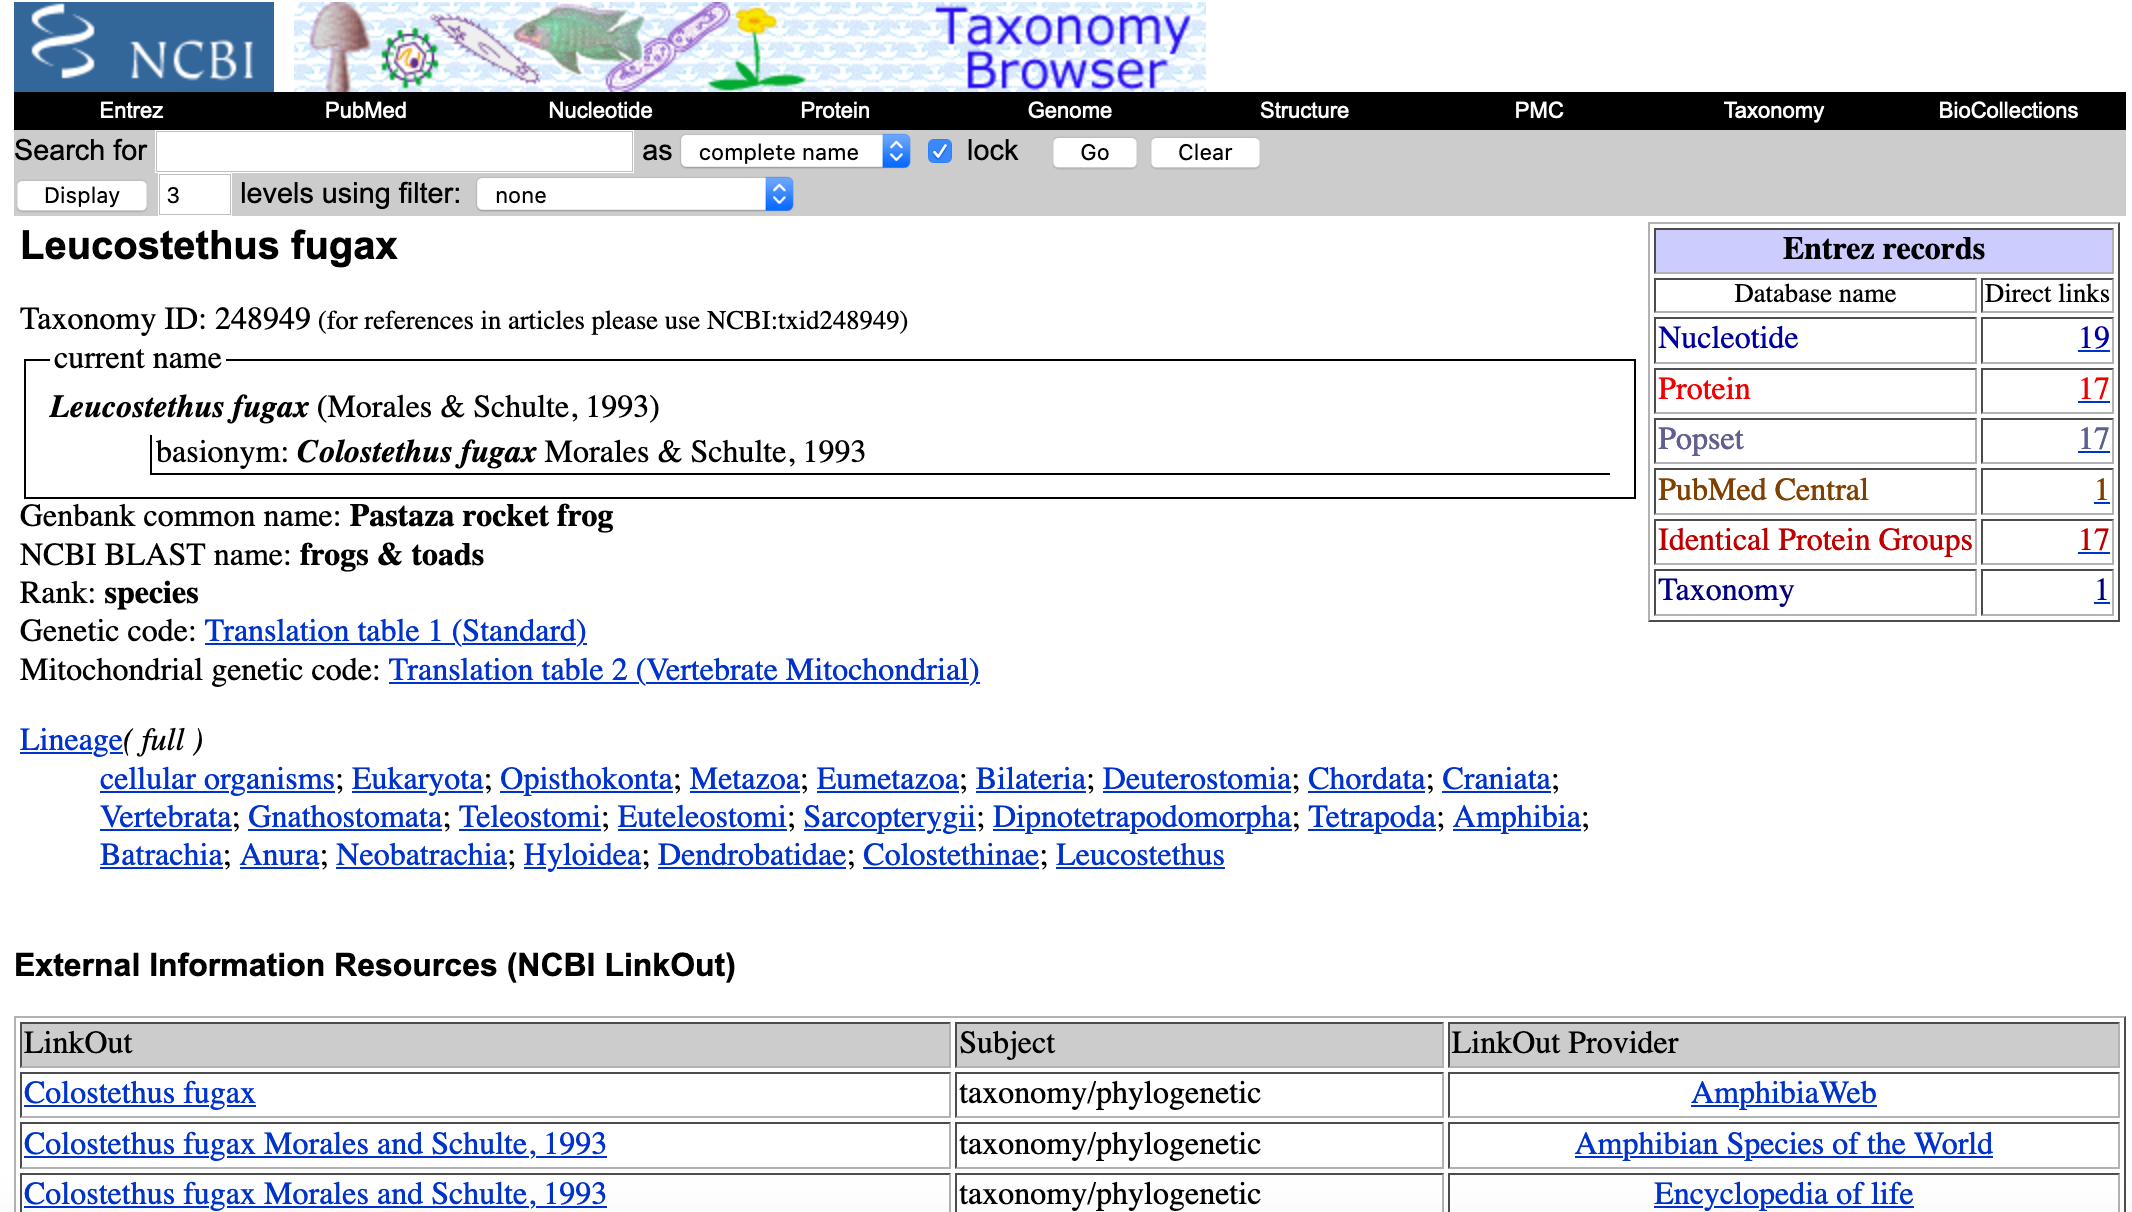 NCBI
Taxonomy
Browser
Entrez PubMed Nucleotide Protein Genome Structure PMC Taxonomy BioCollections
Search for as complete name lock Go Clear
Display 3 levels using filter: none
Leucostethus fugax
Taxonomy ID: 248949 (for references in articles please use NCBI:txid248949)
current name
Leucostethus fugax (Morales & Schulte, 1993)
basionym: Colostethus fugax Morales & Schulte, 1993
Genbank common name: Pastaza rocket frog
NCBI BLAST name: frogs & toads
Rank: species
Genetic code: Translation table 1 (Standard)
Mitochondrial genetic code: Translation table 2 (Vertebrate Mitochondrial)
Lineage( full )
cellular organisms; Eukaryota; Opisthokonta; Metazoa; Eumetazoa; Bilateria; Deuterostomia; Chordata; Craniata;
Vertebrata; Gnathostomata; Teleostomi; Euteleostomi; Sarcopterygii; Dipnotetrapodomorpha; Tetrapoda; Amphibia;
Batrachia; Anura; Neobatrachia; Hyloidea; Dendrobatidae; Colostethinae; Leucostethus
Entrez records
Database name Direct links
Nucleotide 19
Protein 17
Popset 17
PubMed Central 1
Identical Protein Groups 17
Taxonomy 1
External Information Resources (NCBI LinkOut)
LinkOut Subject LinkOut Provider
Colostethus fugax taxonomy/phylogenetic AmphibiaWeb
Colostethus fugax Morales and Schulte, 1993 taxonomy/phylogenetic Amphibian Species of the World
Colostethus fugax Morales and Schulte, 1993 taxonomy/phylogenetic Encyclopedia of life